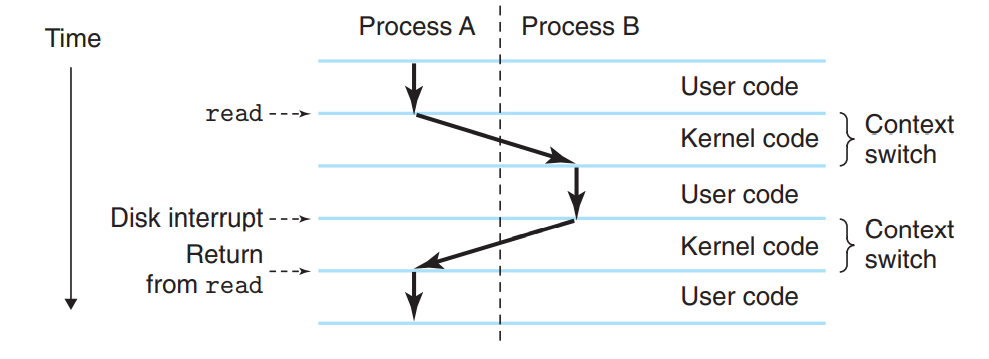 Process A
Process B
Time
User code
read
Kernel code
Context
switch
User code
Disk interrupt
Kernel code
Context
switch
Return
from read
User code